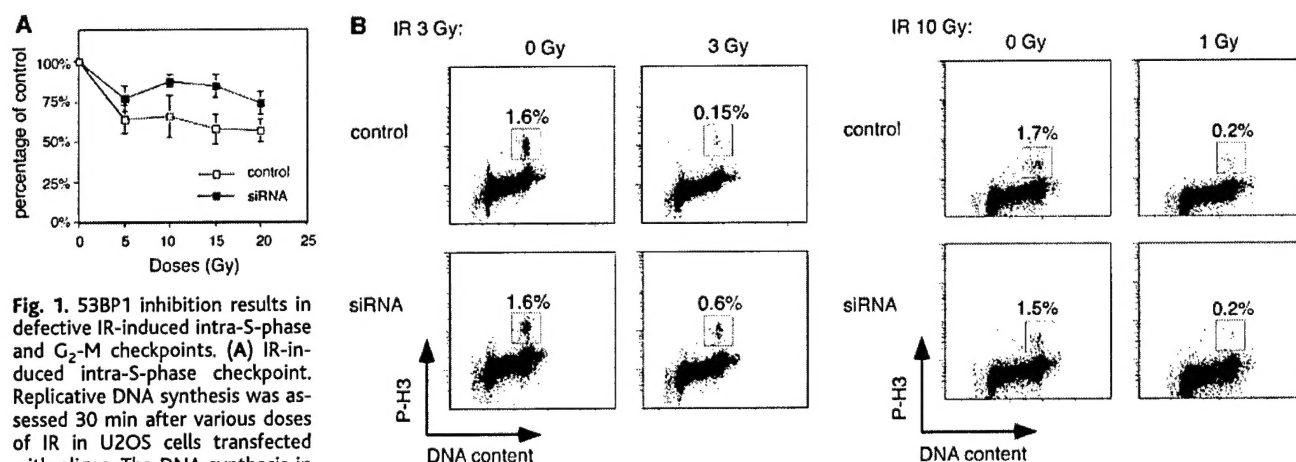 A
percentage of control
100%
75%
50%
25%
0%
control
siRNA
0 5 10 15 20 25
Doses (Gy)
Fig. 1. 53BP1 inhibition results in
defective IR-induced intra-S-phase
and G₂-M checkpoints. (A) IR-in-
duced intra-S-phase checkpoint.
Replicative DNA synthesis was as-
sessed 30 min after various doses
of IR in U2OS cells transfected
B
IR 3 Gy:
0 Gy 3 Gy
control
1.6% 0.15%
siRNA
1.6% 0.6%
P-H3
DNA content
IR 10 Gy:
0 Gy 1 Gy
control
1.7% 0.2%
siRNA
1.5% 0.2%
P-H3
DNA content